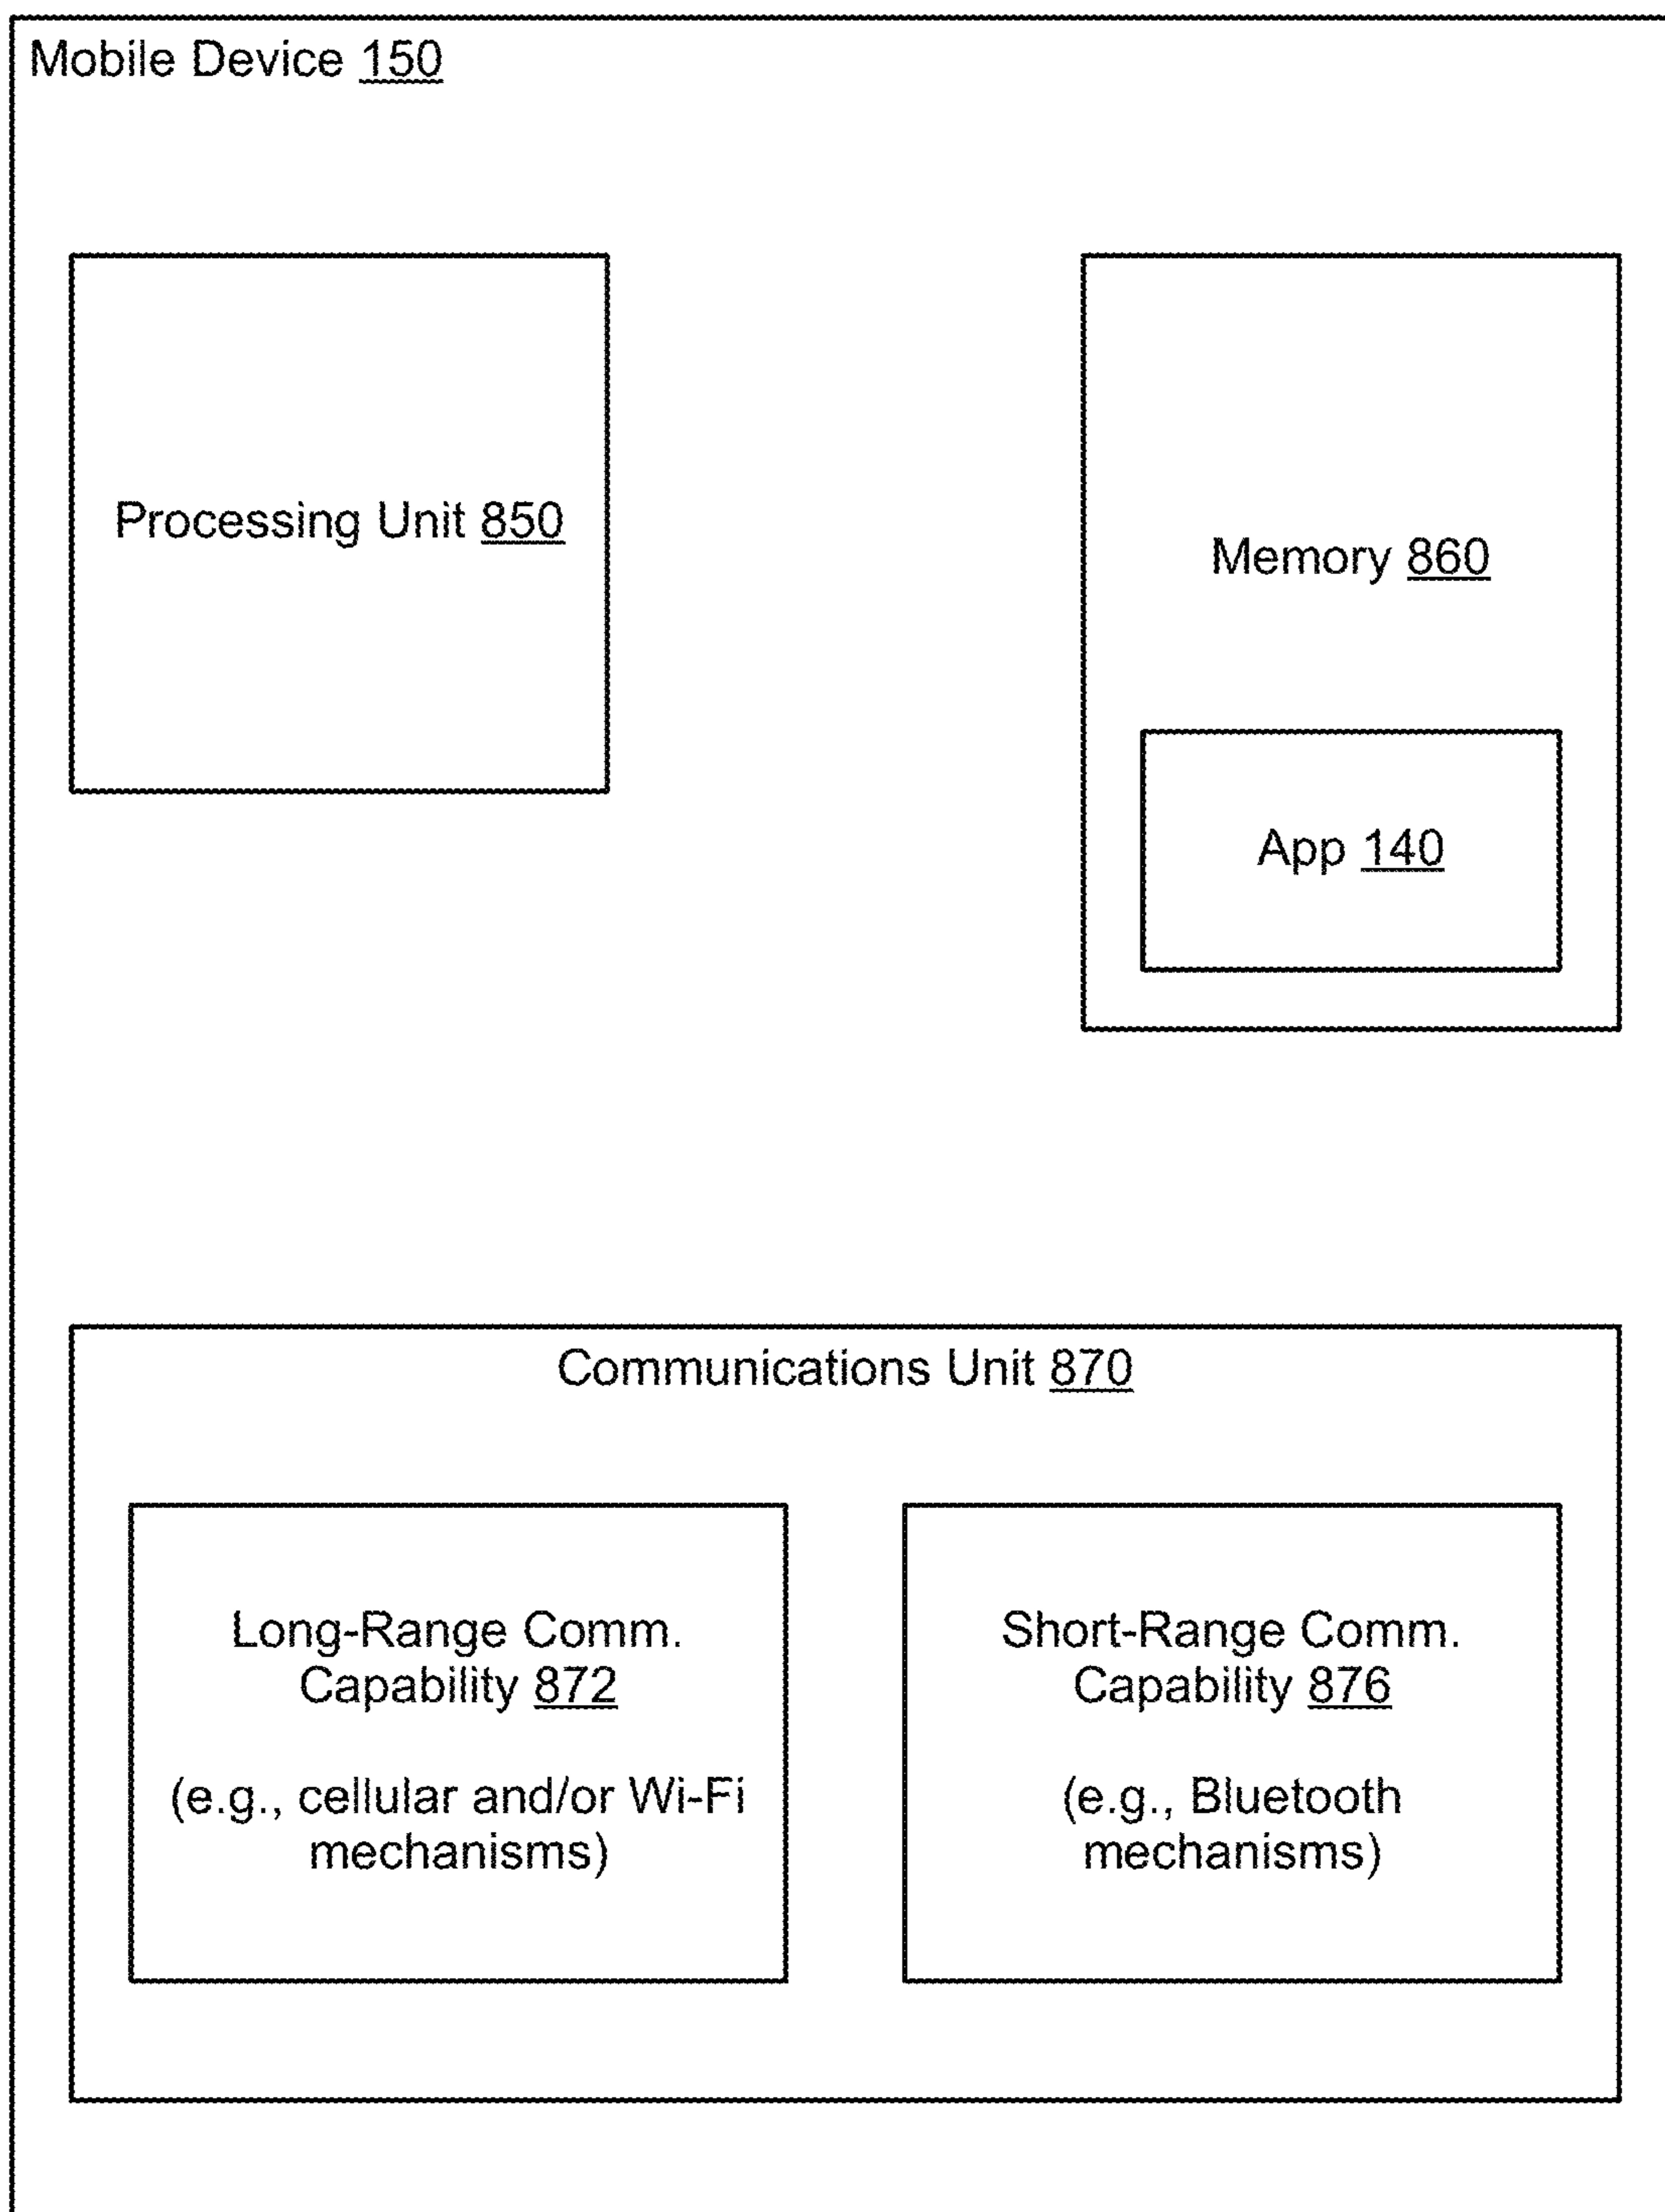 Mobile Device 150
Processing Unit 850
Memory 860
App 140
Communications Unit 870
Long-Range Comm.
Capability 872
(e.g., cellular and/or Wi-Fi
mechanisms)
Short-Range Comm.
Capability 876
(e.g., Bluetooth
mechanisms)